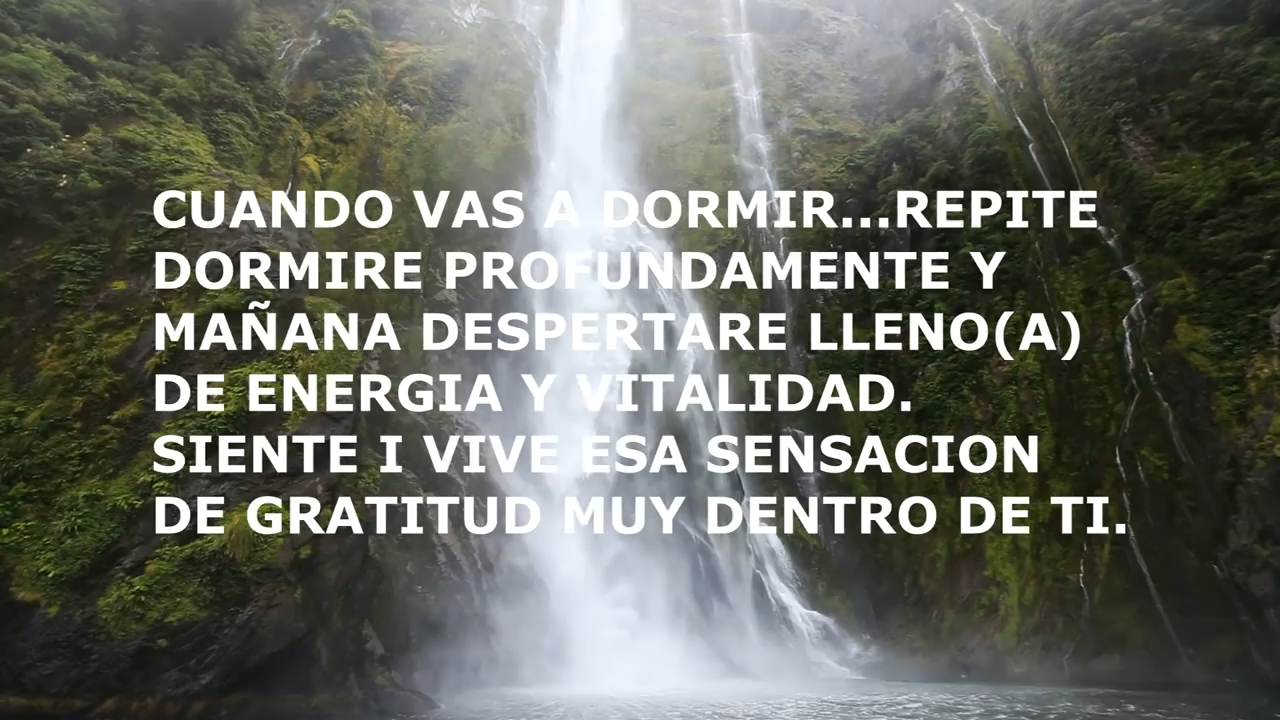 CUANDO VAS A DORMIR...REPITE
DORMIRE PROFUNDAMENTE Y
MAÑANA DESPERTARE LLENO(A)
DE ENERGIA Y VITALIDAD.
SIENTE I VIVE ESA SENSACION
DE GRATITUD MUY DENTRO DE TI.